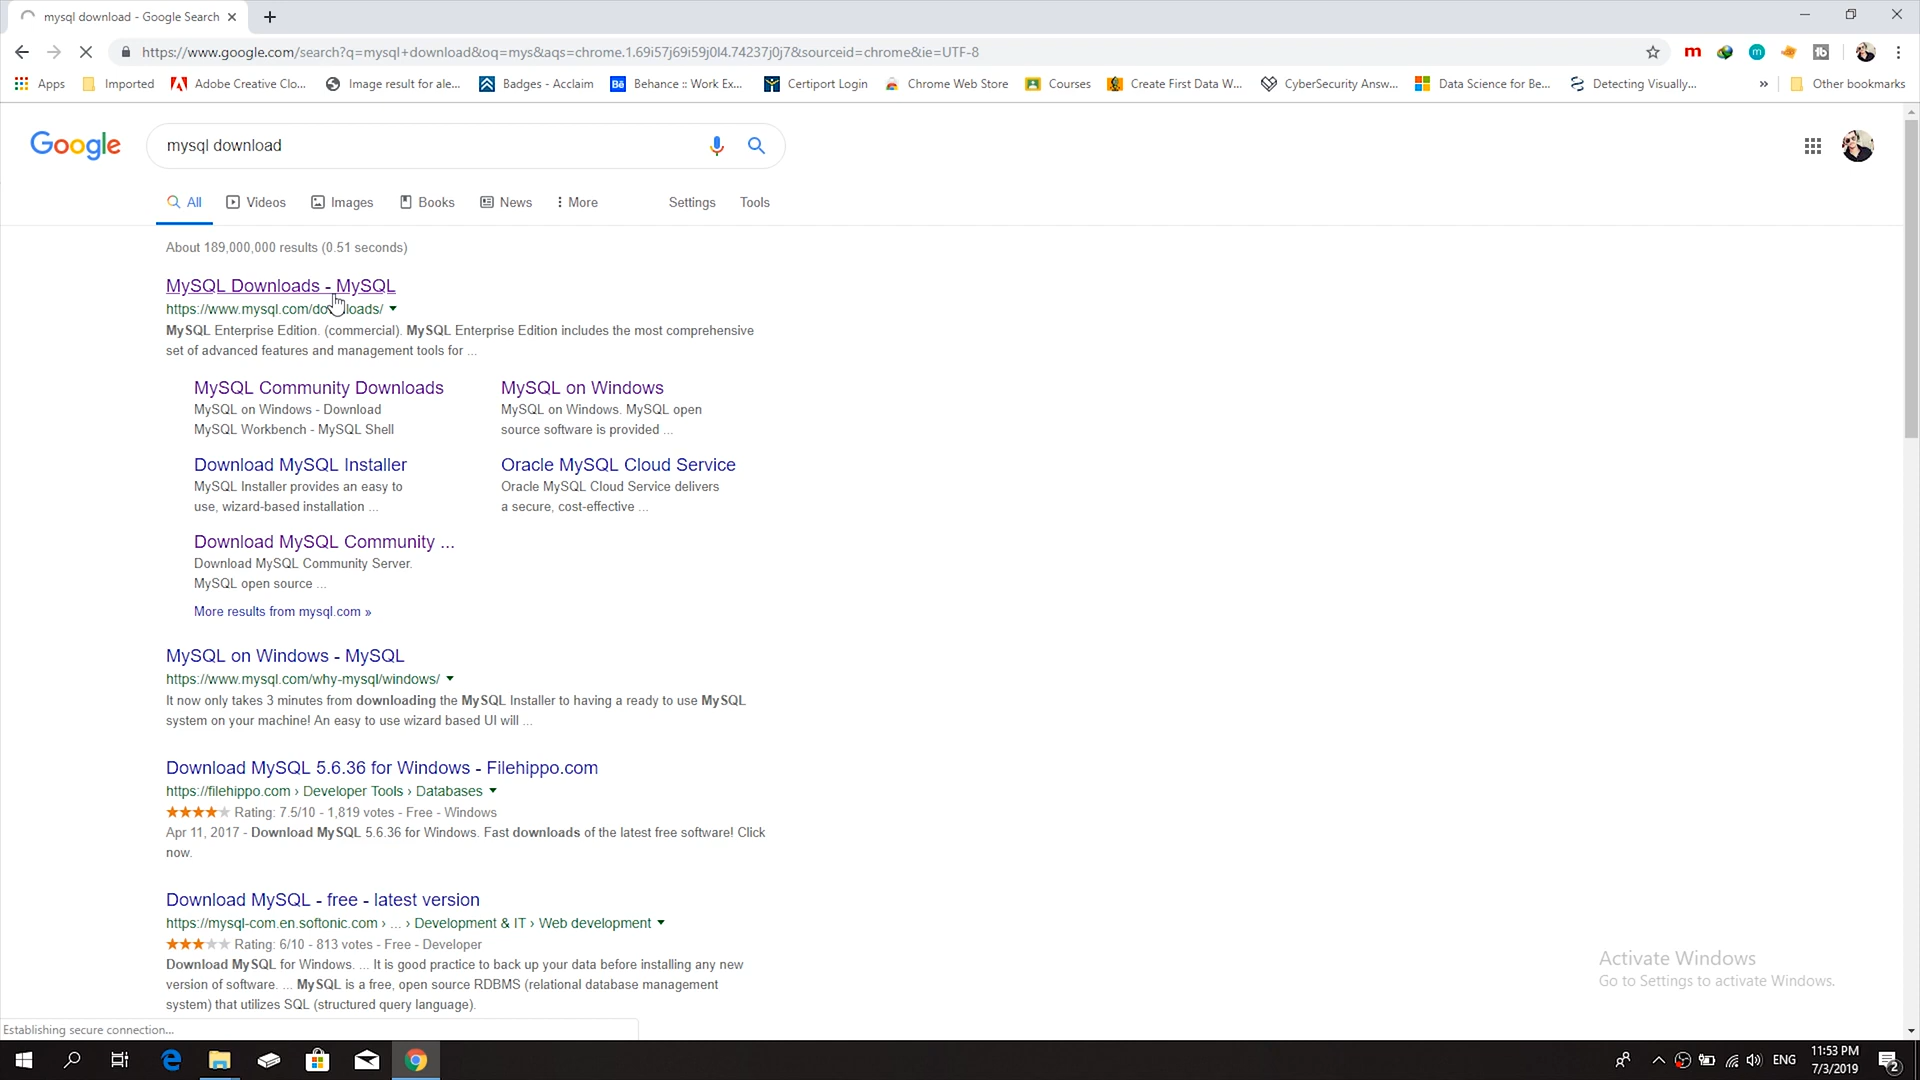 mysql download - Google Search
https://www.google.com/search?q=mysql+download&oq=mys&aqs=chrome.1.69i57j69i59j0l4.74237j0j7&sourceid=chrome&ie=UTF-8
Apps Imported Adobe Creative Clo... Image result for ale... Badges - Acclaim Behance :: Work Ex... Certiport Login Chrome Web Store Courses Create First Data W... CyberSecurity Answ... Data Science for Be... Detecting Visually... » Other bookmarks
Google mysql download
All Videos Images Books News More Settings Tools
About 189,000,000 results (0.51 seconds)
MySQL Downloads - MySQL
https://www.mysql.com/downloads/
MySQL Enterprise Edition. (commercial). MySQL Enterprise Edition includes the most comprehensive
set of advanced features and management tools for ...
MySQL Community Downloads
MySQL on Windows - Download
MySQL Workbench - MySQL Shell
MySQL on Windows
MySQL on Windows. MySQL open
source software is provided ...
Download MySQL Installer
MySQL Installer provides an easy to
use, wizard-based installation ...
Oracle MySQL Cloud Service
Oracle MySQL Cloud Service delivers
a secure, cost-effective ...
Download MySQL Community ...
Download MySQL Community Server.
MySQL open source ...
More results from mysql.com »
MySQL on Windows - MySQL
https://www.mysql.com/why-mysql/windows/
It now only takes 3 minutes from downloading the MySQL Installer to having a ready to use MySQL
system on your machine! An easy to use wizard based UI will ...
Download MySQL 5.6.36 for Windows - Filehippo.com
https://filehippo.com › Developer Tools › Databases
Rating: 7.5/10 - 1,819 votes - Free - Windows
Apr 11, 2017 - Download MySQL 5.6.36 for Windows. Fast downloads of the latest free software! Click
now.
Download MySQL - free - latest version
https://mysql-com.en.softonic.com › ... › Development & IT › Web development
Rating: 6/10 - 813 votes - Free - Developer
Download MySQL for Windows. ... It is good practice to back up your data before installing any new
version of software. ... MySQL is a free, open source RDBMS (relational database management
system) that utilizes SQL (structured query language).
Activate Windows
Go to Settings to activate Windows.
Establishing secure connection...
ENG
11:53 PM
7/3/2019
2